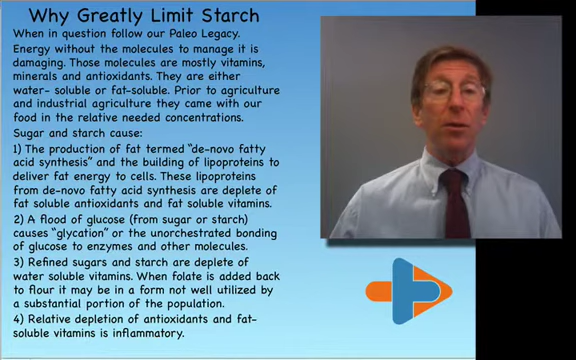 Why Greatly Limit Starch
When in question follow our Paleo Legacy.
Energy without the molecules to manage it is
damaging. Those molecules are mostly vitamins,
minerals and antioxidants. They are either
water- soluble or fat-soluble. Prior to agriculture
and industrial agriculture they came with our
food in the relative needed concentrations.
Sugar and starch cause:
1) The production of fat termed "de-novo fatty
acid synthesis" and the building of lipoproteins to
deliver fat energy to cells. These lipoproteins
from de-novo fatty acid synthesis are deplete of
fat soluble antioxidants and fat soluble vitamins.
2) A flood of glucose (from sugar or starch)
causes "glycation" or the unorchestrated bonding
of glucose to enzymes and other molecules.
3) Refined sugars and starch are deplete of
water soluble vitamins. When folate is added back
to flour it may be in a form not well utilized by
a substantial portion of the population.
4) Relative depletion of antioxidants and fat-
soluble vitamins is inflammatory.